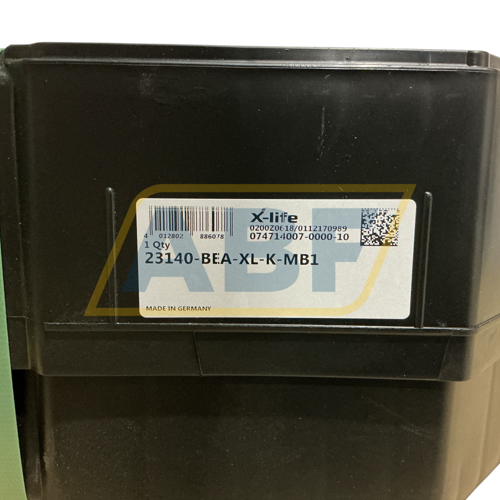 X-life
0200Z0618/0112170989
4 012802 886078
074714007-0000-10
1 Qty
23140-BEA-XL-K-MB1
MADE IN GERMANY
ABF